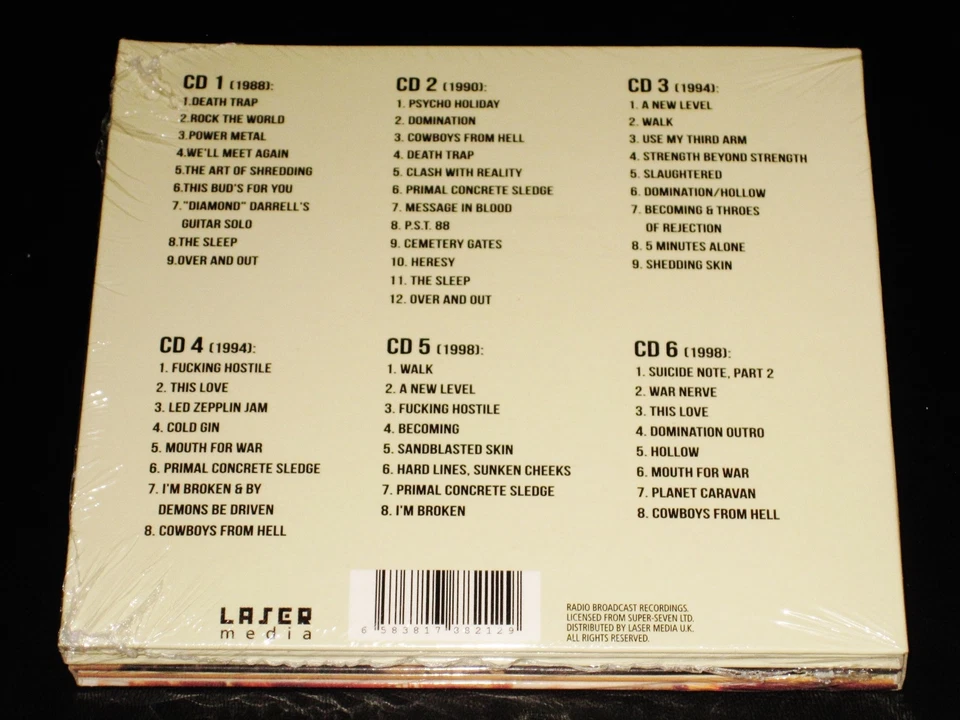 CD 1 (1988):
1.DEATH TRAP
2.ROCK THE WORLD
3.POWER METAL
4.WE'LL MEET AGAIN
5.THE ART OF SHREDDING
6.THIS BUD'S FOR YOU
7."DIAMOND" DARRELL'S
GUITAR SOLO
8.THE SLEEP
9.OVER AND OUT
CD 2 (1990):
1. PSYCHO HOLIDAY
2. DOMINATION
3. COWBOYS FROM HELL
4. DEATH TRAP
5. CLASH WITH REALITY
6. PRIMAL CONCRETE SLEDGE
7. MESSAGE IN BLOOD
8. P.S.T. 88
9. CEMETERY GATES
10. HERESY
11. THE SLEEP
12. OVER AND OUT
CD 3 (1994):
1. A NEW LEVEL
2. WALK
3. USE MY THIRD ARM
4. STRENGTH BEYOND STRENGTH
5. SLAUGHTERED
6. DOMINATION/HOLLOW
7. BECOMING & THROES
OF REJECTION
8. 5 MINUTES ALONE
9. SHEDDING SKIN
CD 4 (1994):
1. FUCKING HOSTILE
2. THIS LOVE
3. LED ZEPPLIN JAM
4. COLD GIN
5. MOUTH FOR WAR
6. PRIMAL CONCRETE SLEDGE
7. I'M BROKEN & BY
DEMONS BE DRIVEN
8. COWBOYS FROM HELL
CD 5 (1998):
1. WALK
2. A NEW LEVEL
3. FUCKING HOSTILE
4. BECOMING
5. SANDBLASTED SKIN
6. HARD LINES, SUNKEN CHEEKS
7. PRIMAL CONCRETE SLEDGE
8. I'M BROKEN
CD 6 (1998):
1. SUICIDE NOTE, PART 2
2. WAR NERVE
3. THIS LOVE
4. DOMINATION OUTRO
5. HOLLOW
6. MOUTH FOR WAR
7. PLANET CARAVAN
8. COWBOYS FROM HELL
LASER
media
6 583817 382129
RADIO BROADCAST RECORDINGS.
LICENSED FROM SUPER-SEVEN LTD.
DISTRIBUTED BY LASER MEDIA U.K.
ALL RIGHTS RESERVED.